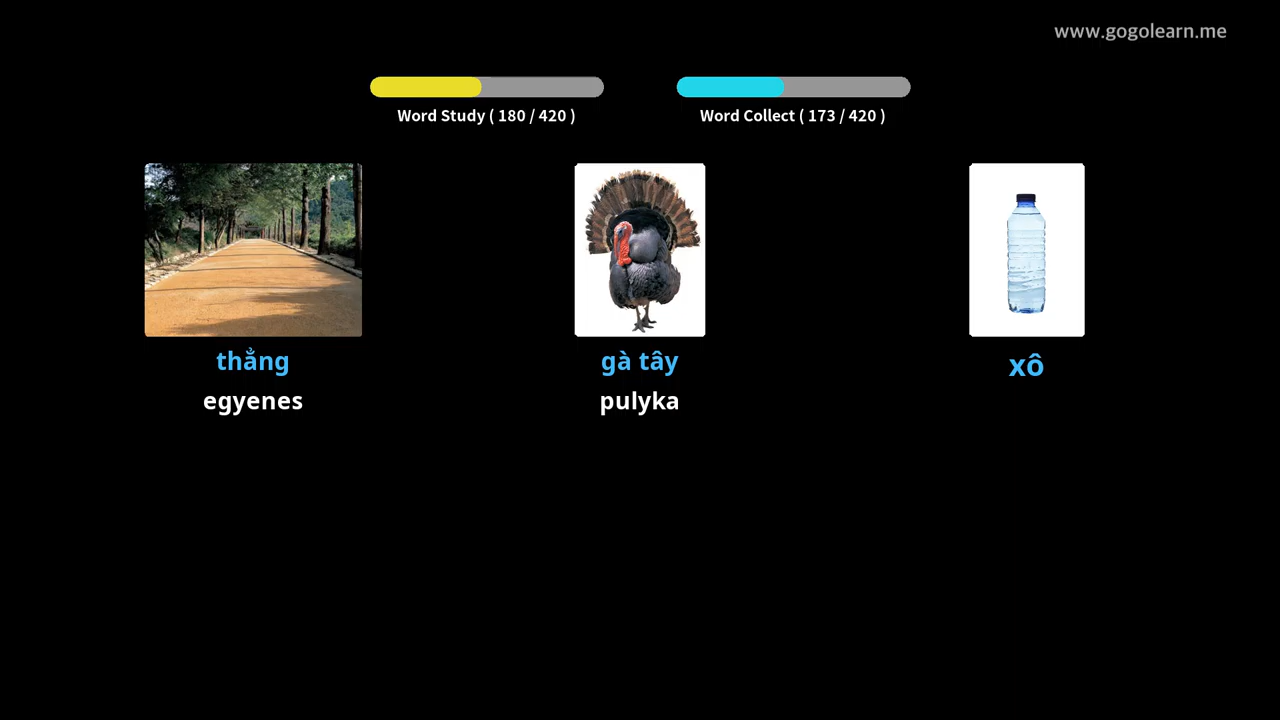 www.gogolearn.me
Word Study ( 180 / 420 )
Word Collect ( 173 / 420 )
thẳng
egyenes
gà tây
pulyka
xô